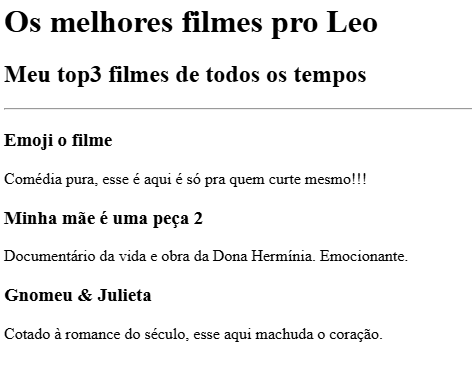 Os melhores filmes pro Leo
Meu top3 filmes de todos os tempos
Emoji o filme
Comédia pura, esse é aqui é só pra quem curte mesmo!!!
Minha mãe é uma peça 2
Documentário da vida e obra da Dona Hermínia. Emocionante.
Gnomeu & Julieta
Cotado à romance do século, esse aqui machuda o coração.